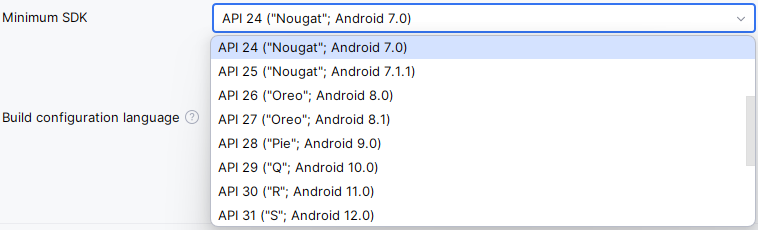 Minimum SDK
API 24 ("Nougat"; Android 7.0)
API 24 ("Nougat"; Android 7.0)
API 25 ("Nougat"; Android 7.1.1)
API 26 ("Oreo"; Android 8.0)
Build configuration language ?
API 27 ("Oreo"; Android 8.1)
API 28 ("Pie"; Android 9.0)
API 29 ("Q"; Android 10.0)
API 30 ("R"; Android 11.0)
API 31 ("S"; Android 12.0)